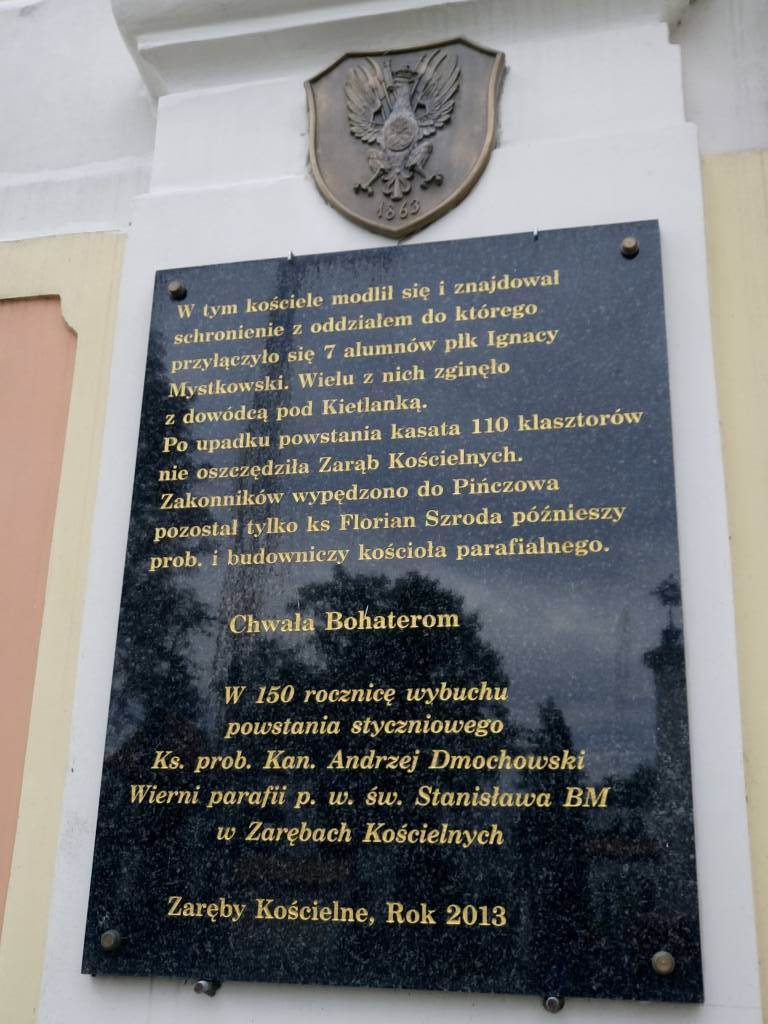 1863
W tym kościele modlił się i znajdował
schronienie z oddziałem do którego
przyłączyło się 7 alumnów płk Ignacy
Mystkowski. Wielu z nich zginęło
z dowódcą pod Kietlanką.
Po upadku powstania kasata 110 klasztorów
nie oszczędziła Zarąb Kościelnych.
Zakonników wypędzono do Pińczowa
pozostał tylko ks Florian Szroda późnieszy
prob. i budowniczy kościoła parafialnego.
Chwała Bohaterom
W 150 rocznicę wybuchu
powstania styczniowego
Ks. prob. Kan. Andrzej Dmochowski
Wierni parafii p. w. św. Stanisława BM
w Zarębach Kościelnych
Zaręby Kościelne, Rok 2013